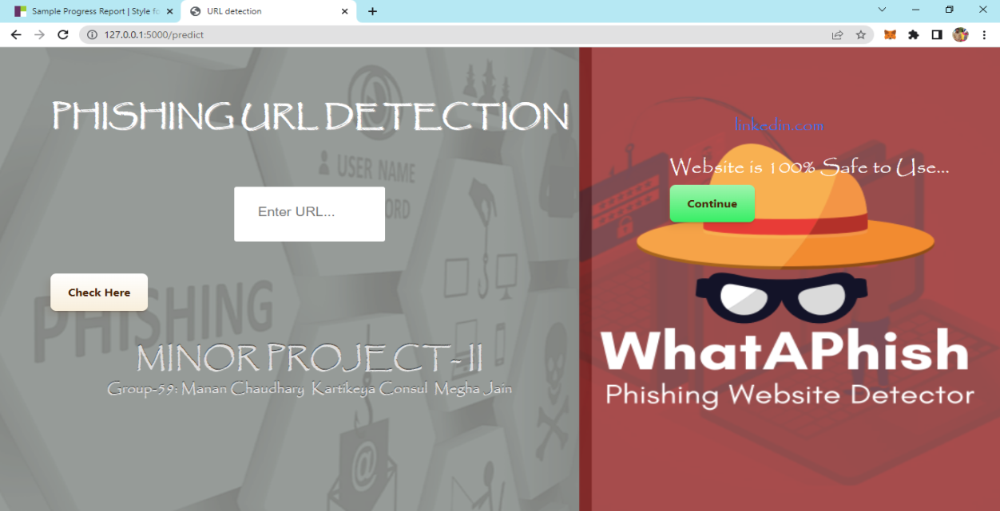 Sample Progress Report | Style fo
URL detection
127.0.0.1:5000/predict
PHISHING URL DETECTION
USER NAME
ORD
Enter URL...
Check Here
PHISHING
MINOR PROJECT-II
Group-59: Manan Chaudhary Kartikeya Consul Megha Jain
linkedin.com
Website is 100% Safe to Use...
Continue
WhatAPhish
Phishing Website Detector